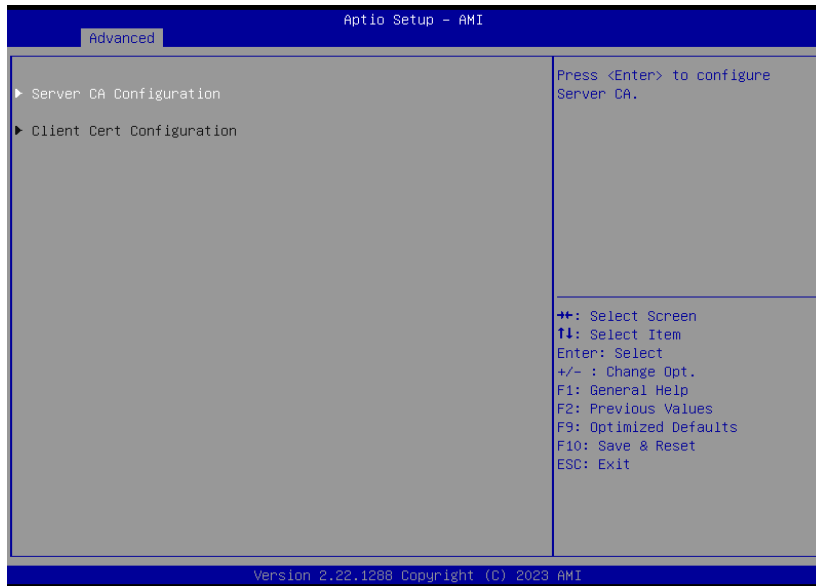 Aptio Setup – AMI
Advanced
▶ Server CA Configuration
▶ Client Cert Configuration
Press <Enter> to configure
Server CA.
→←: Select Screen
↑↓: Select Item
Enter: Select
+/- : Change Opt.
F1: General Help
F2: Previous Values
F9: Optimized Defaults
F10: Save & Reset
ESC: Exit
Version 2.22.1288 Copyright (C) 2023 AMI